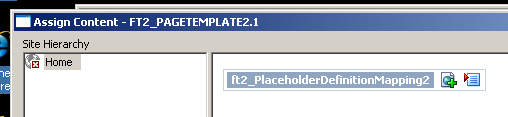 Assign Content - FT2_PAGETEMPLATE2.1
Site Hierarchy
Home
ft2_PlaceholderDefinitionMapping2